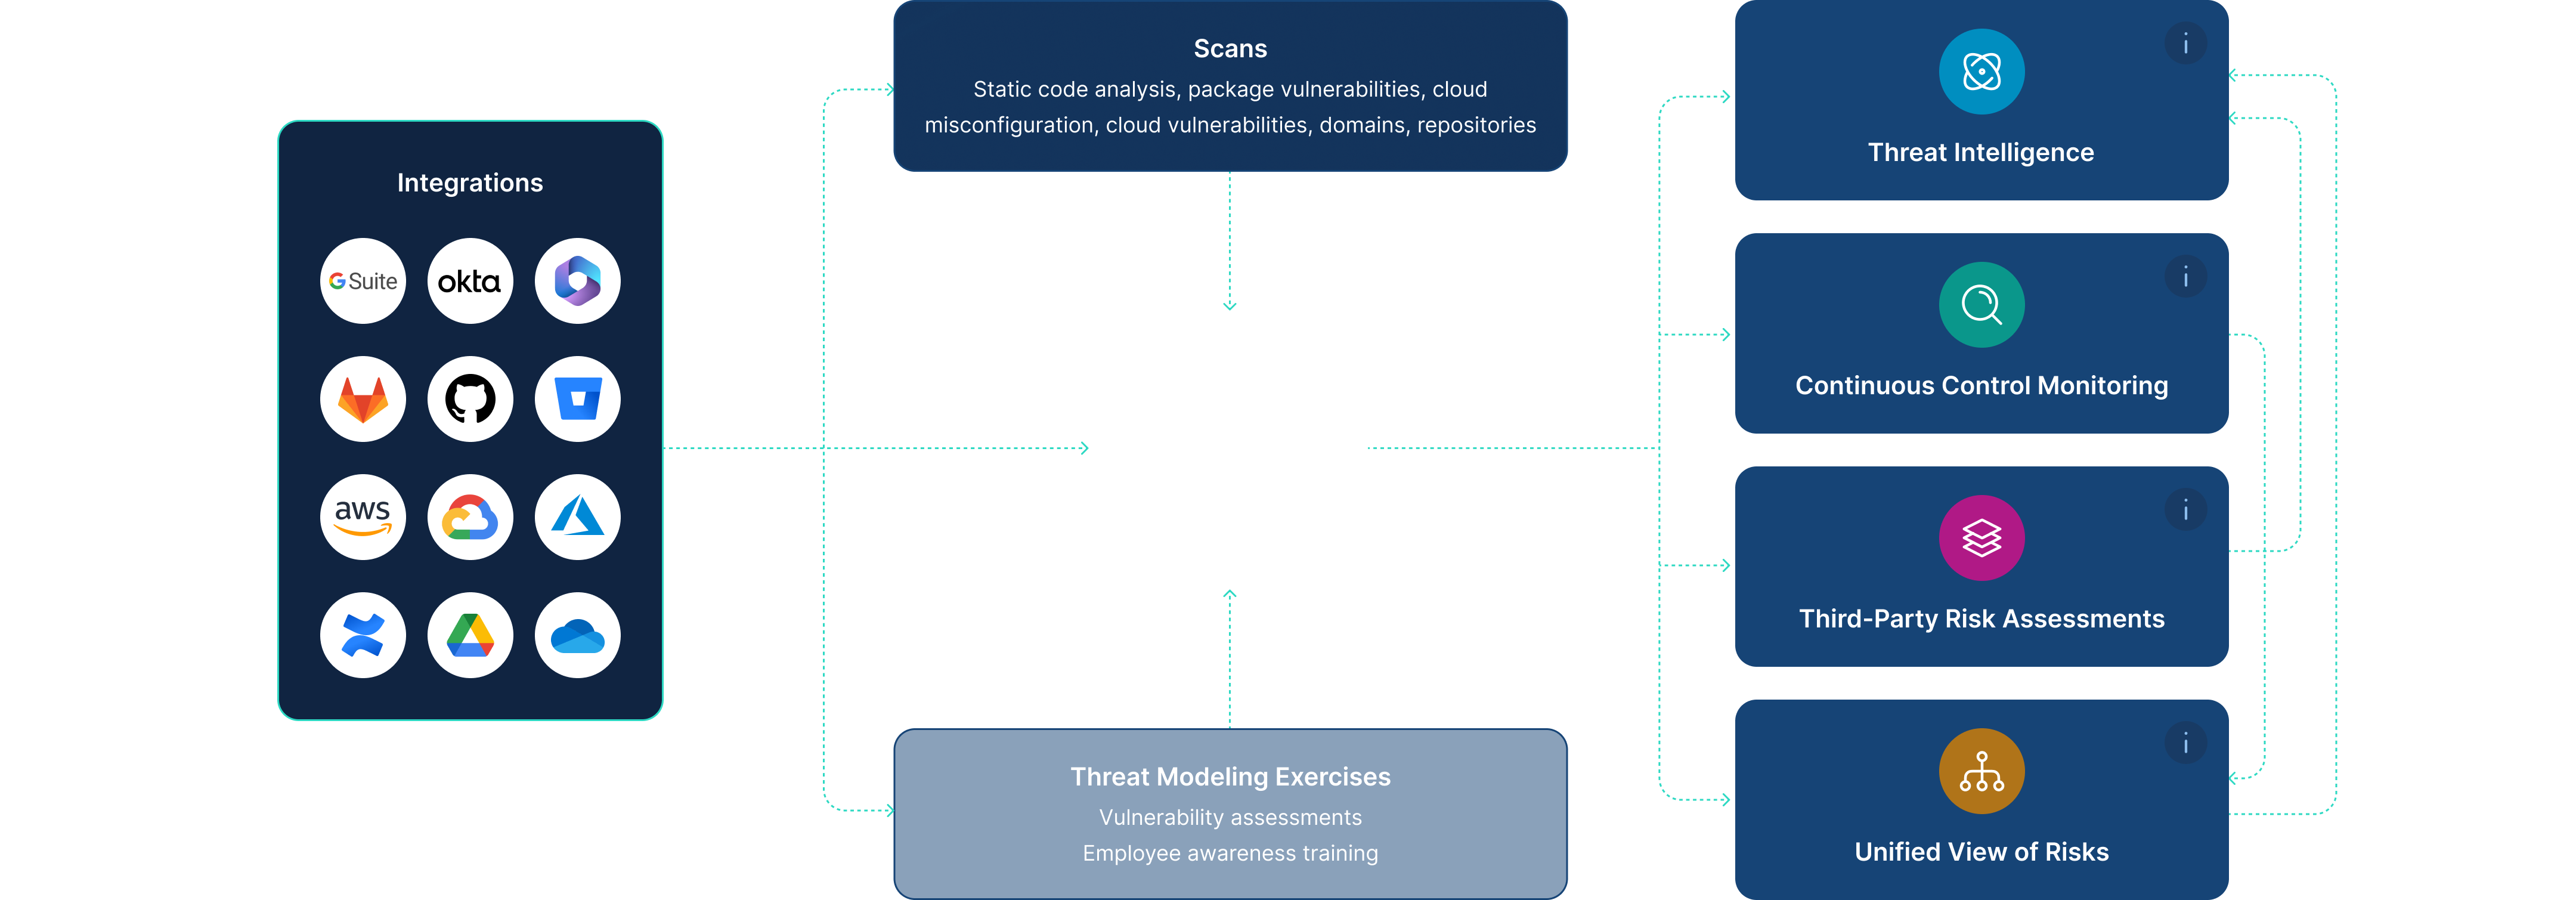 Integrations
G Suite
okta
aws
Scans
Static code analysis, package vulnerabilities, cloud
misconfiguration, cloud vulnerabilities, domains, repositories
Threat Modeling Exercises
Vulnerability assessments
Employee awareness training
i
Threat Intelligence
i
Continuous Control Monitoring
i
Third-Party Risk Assessments
i
Unified View of Risks